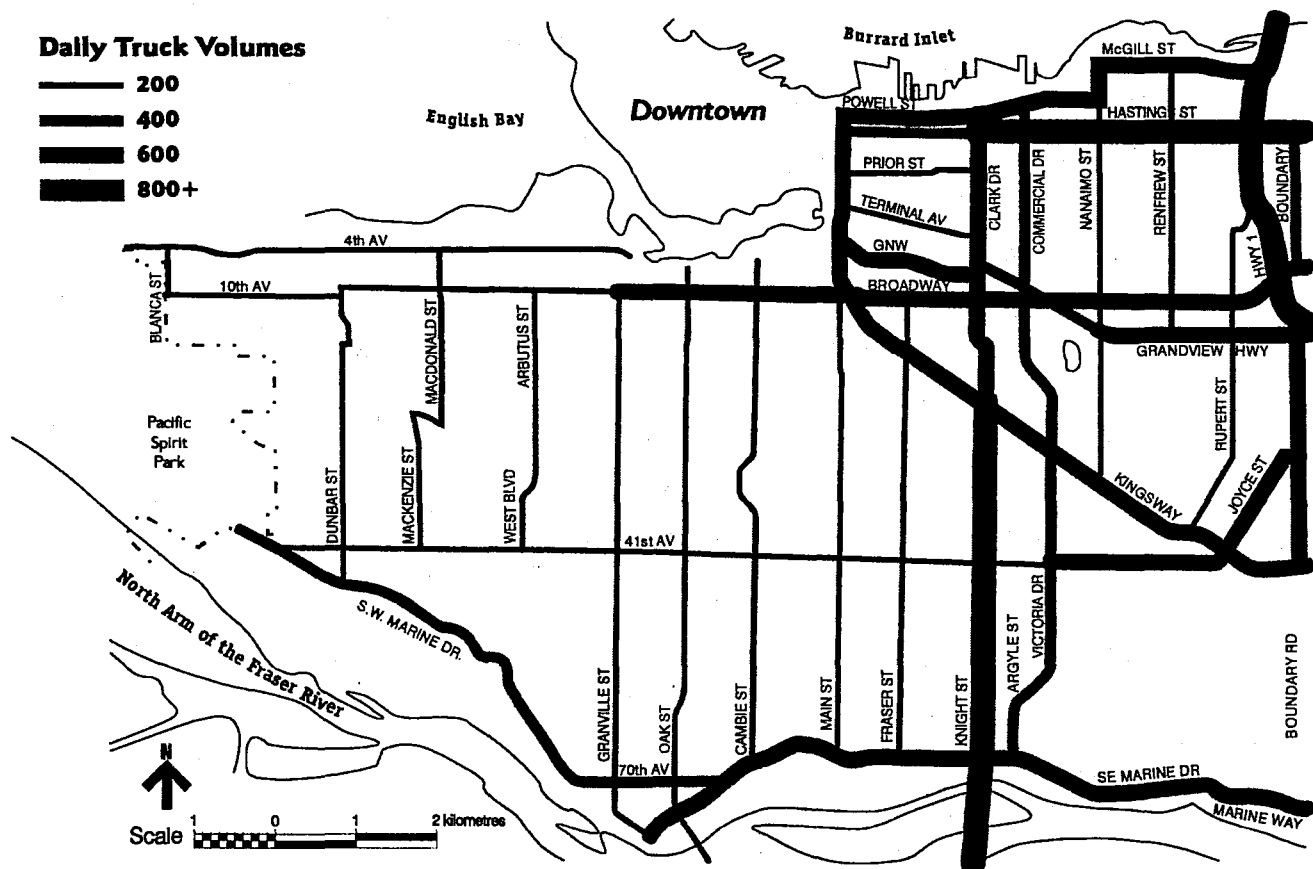 Daily Truck Volumes
200
400
600
800+
Burrard Inlet
McGILL ST
English Bay
Downtown
POWELL ST
HASTINGS ST
PRIOR ST
CLARK DR
COMMERCIAL DR
NANAIMO ST
RENFREW ST
BOUNDARY
TERMINAL AV
HWY 1
4th AV
GNW
BROADWAY
BLANCA ST
10th AV
MACDONALD ST
ARBUTUS ST
GRANDVIEW HWY
Pacific
Spirit
Park
RUPERT ST
DUNBAR ST
MACKENZIE ST
WEST BLVD
KINGSWAY
JOYCE ST
41st AV
North Arm of the Fraser River
S.W. MARINE DR.
GRANVILLE ST
OAK ST
CAMBIE ST
MAIN ST
FRASER ST
KNIGHT ST
ARGYLE ST
VICTORIA DR
BOUNDARY RD
70th AV
SE MARINE DR
MARINE WAY
N
Scale
1 0 1 2 kilometres